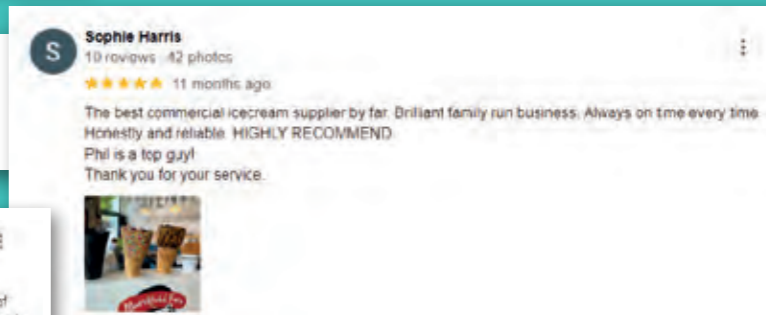 S
Sophie Harris
10 reviews 42 photos
11 months ago
The best commercial icecream supplier by far. Brilliant family run business. Always on time every time
Honestly and reliable. HIGHLY RECOMMEND.
Phil is a top guy!
Thank you for your service.